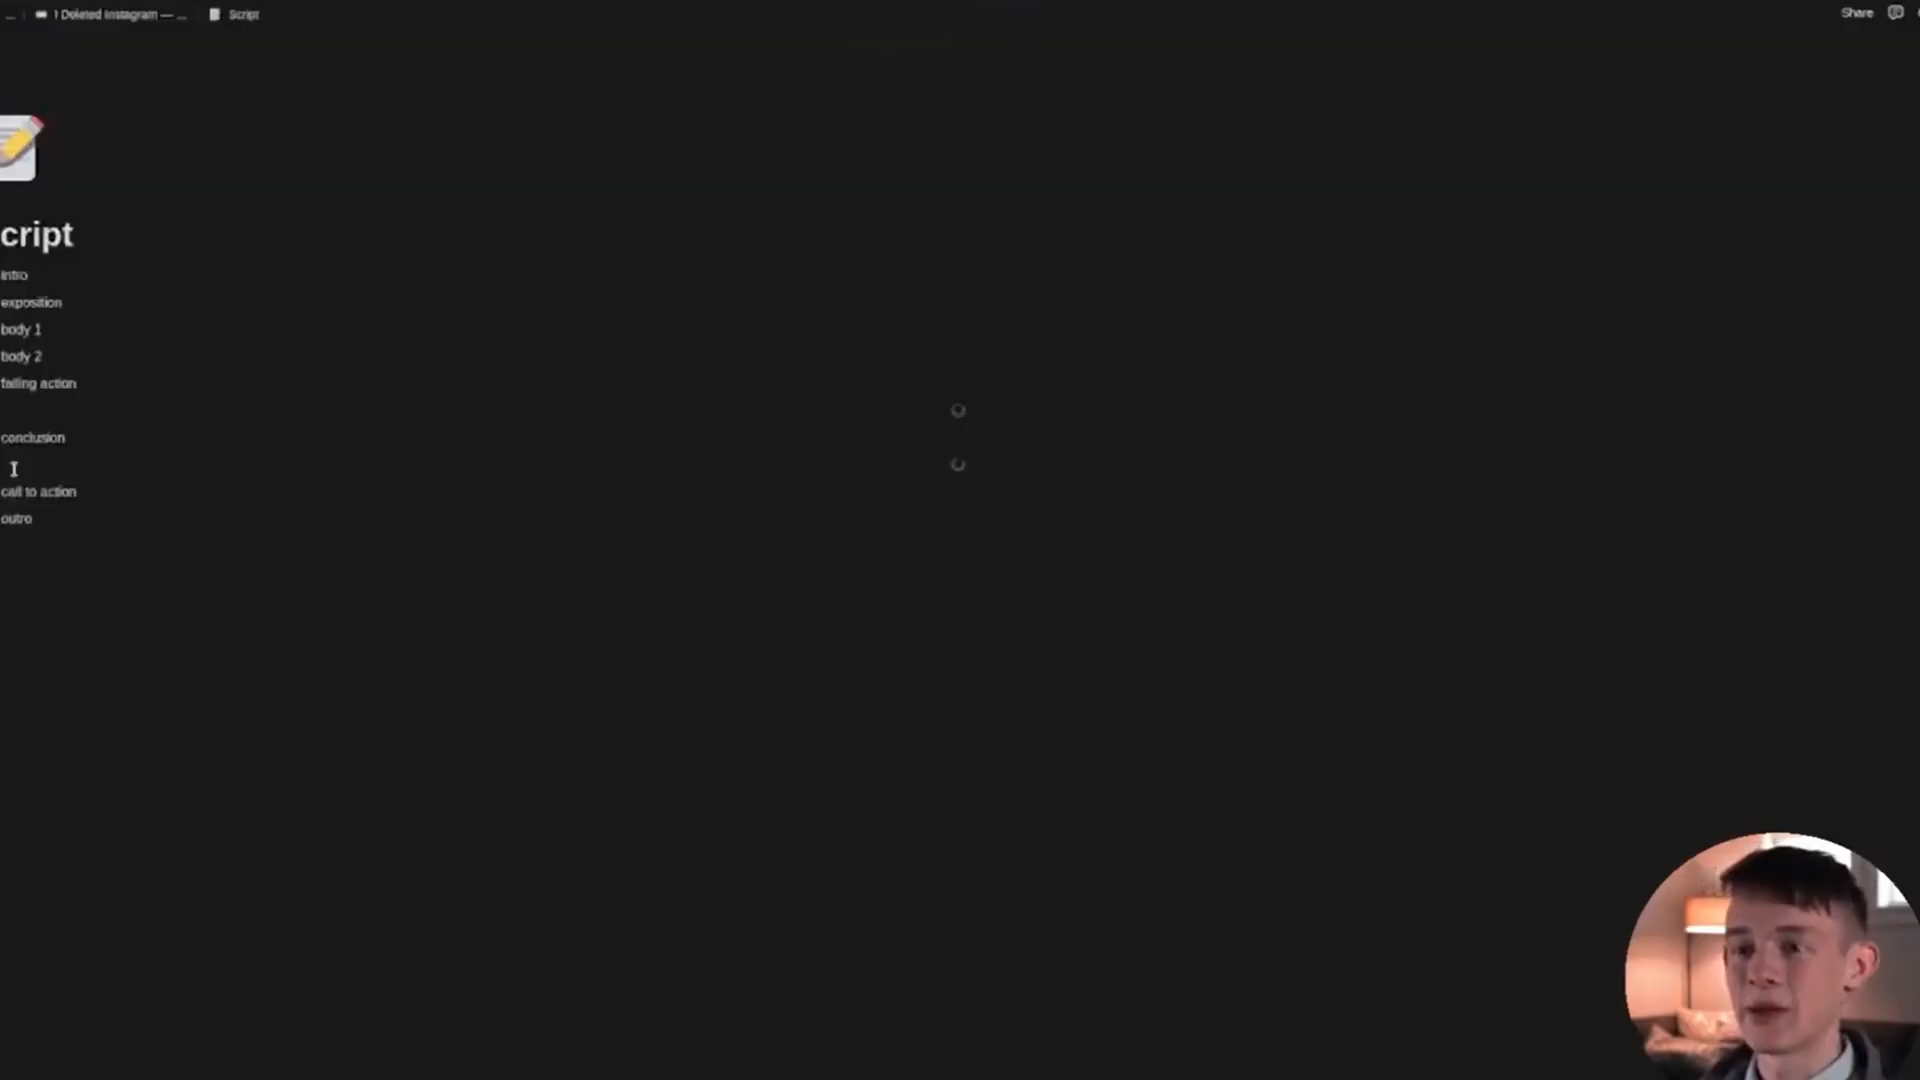 ... I Deleted Instagram — ... Script Share
cript
intro
exposition
body 1
body 2
falling action
conclusion
call to action
outro